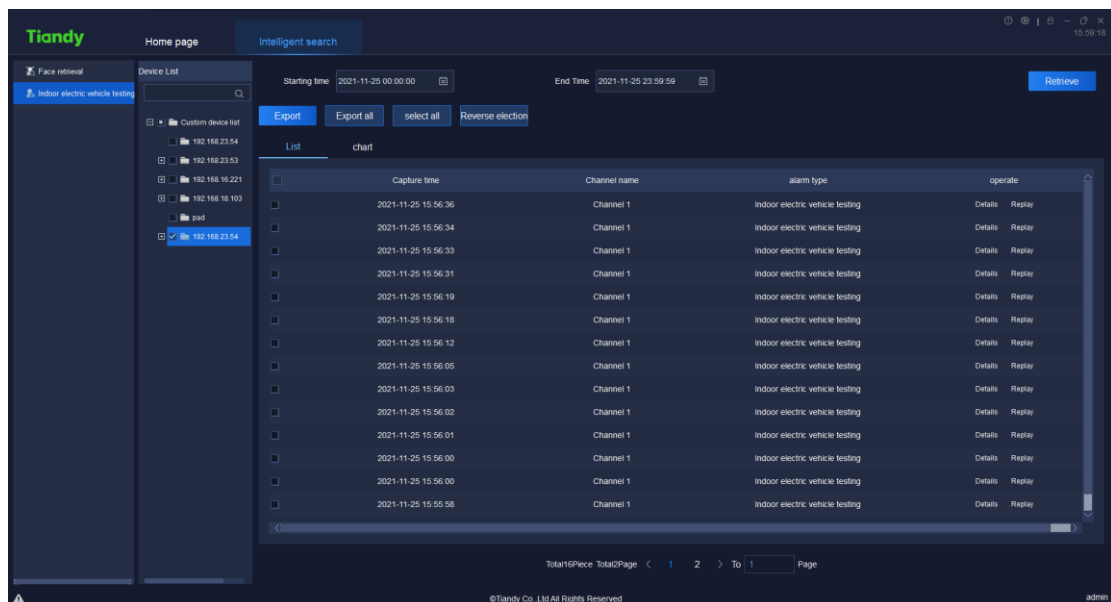 Tiandy
Home page
Intelligent search
15:59:18
Face retrieval
Indoor electric vehicle testing
Device List
Custom device list
192.168.23.54
192.168.23.53
192.168.16.221
192.168.18.103
pad
192.168.23.54
Starting time 2021-11-25 00:00:00 End Time 2021-11-25 23:59:59 Retrieve
Export Export all select all Reverse election
List chart
Capture time Channel name alarm type operate
2021-11-25 15:56:36 Channel 1 Indoor electric vehicle testing Details Replay
2021-11-25 15:56:34 Channel 1 Indoor electric vehicle testing Details Replay
2021-11-25 15:56:33 Channel 1 Indoor electric vehicle testing Details Replay
2021-11-25 15:56:31 Channel 1 Indoor electric vehicle testing Details Replay
2021-11-25 15:56:19 Channel 1 Indoor electric vehicle testing Details Replay
2021-11-25 15:56:18 Channel 1 Indoor electric vehicle testing Details Replay
2021-11-25 15:56:12 Channel 1 Indoor electric vehicle testing Details Replay
2021-11-25 15:56:05 Channel 1 Indoor electric vehicle testing Details Replay
2021-11-25 15:56:03 Channel 1 Indoor electric vehicle testing Details Replay
2021-11-25 15:56:02 Channel 1 Indoor electric vehicle testing Details Replay
2021-11-25 15:56:01 Channel 1 Indoor electric vehicle testing Details Replay
2021-11-25 15:56:00 Channel 1 Indoor electric vehicle testing Details Replay
2021-11-25 15:56:00 Channel 1 Indoor electric vehicle testing Details Replay
2021-11-25 15:55:58 Channel 1 Indoor electric vehicle testing Details Replay
Total16Piece Total2Page < 1 2 > To 1 Page
©Tiandy Co.,Ltd All Rights Reserved
admin